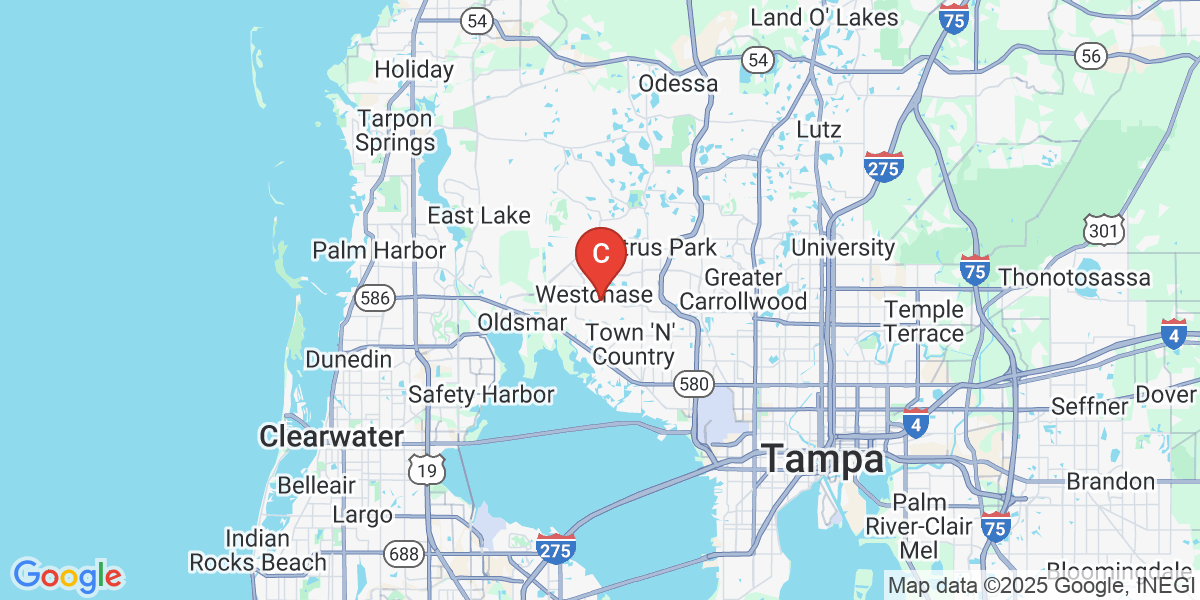 Land O' Lakes
54
75
56
54
Holiday
Odessa
Tarpon
Springs
Lutz
275
East Lake
301
Palm Harbor
C
trus Park
University
75
Thonotosassa
Greater
Carrollwood
586
Westchase
Oldsmar
Temple
Terrace
Town 'N'
Country
4
Dunedin
580
Safety Harbor
Dover
Seffner
4
Clearwater
Tampa
19
Belleair
Brandon
Largo
Palm
River-Clair
Mel
75
Indian
Rocks Beach
688
275
Bloomingdale
Google
Map data ©2025 Google, INEGI